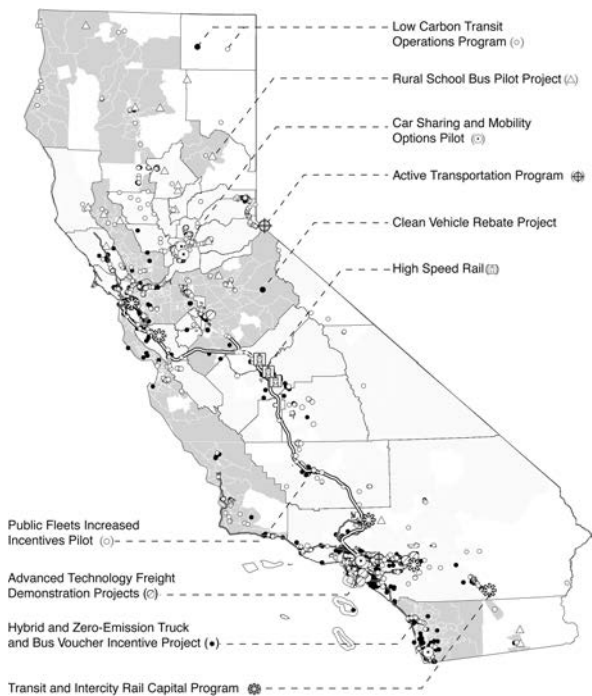 Low Carbon Transit
Operations Program (○)
Rural School Bus Pilot Project (△)
Car Sharing and Mobility
Options Pilot (⊡)
Active Transportation Program ⊕
Clean Vehicle Rebate Project
High Speed Rail (🚆)
Public Fleets Increased
Incentives Pilot (○)
Advanced Technology Freight
Demonstration Projects (⊘)
Hybrid and Zero-Emission Truck
and Bus Voucher Incentive Project (•)
Transit and Intercity Rail Capital Program